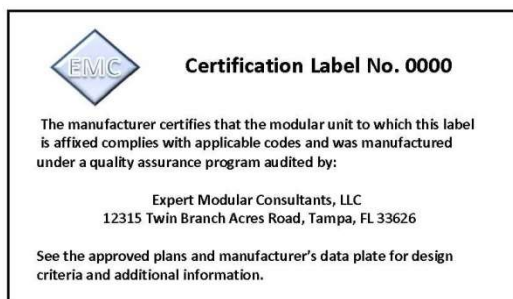 EMC
Certification Label No. 0000
The manufacturer certifies that the modular unit to which this label
is affixed complies with applicable codes and was manufactured
under a quality assurance program audited by:
Expert Modular Consultants, LLC
12315 Twin Branch Acres Road, Tampa, FL 33626
See the approved plans and manufacturer's data plate for design
criteria and additional information.